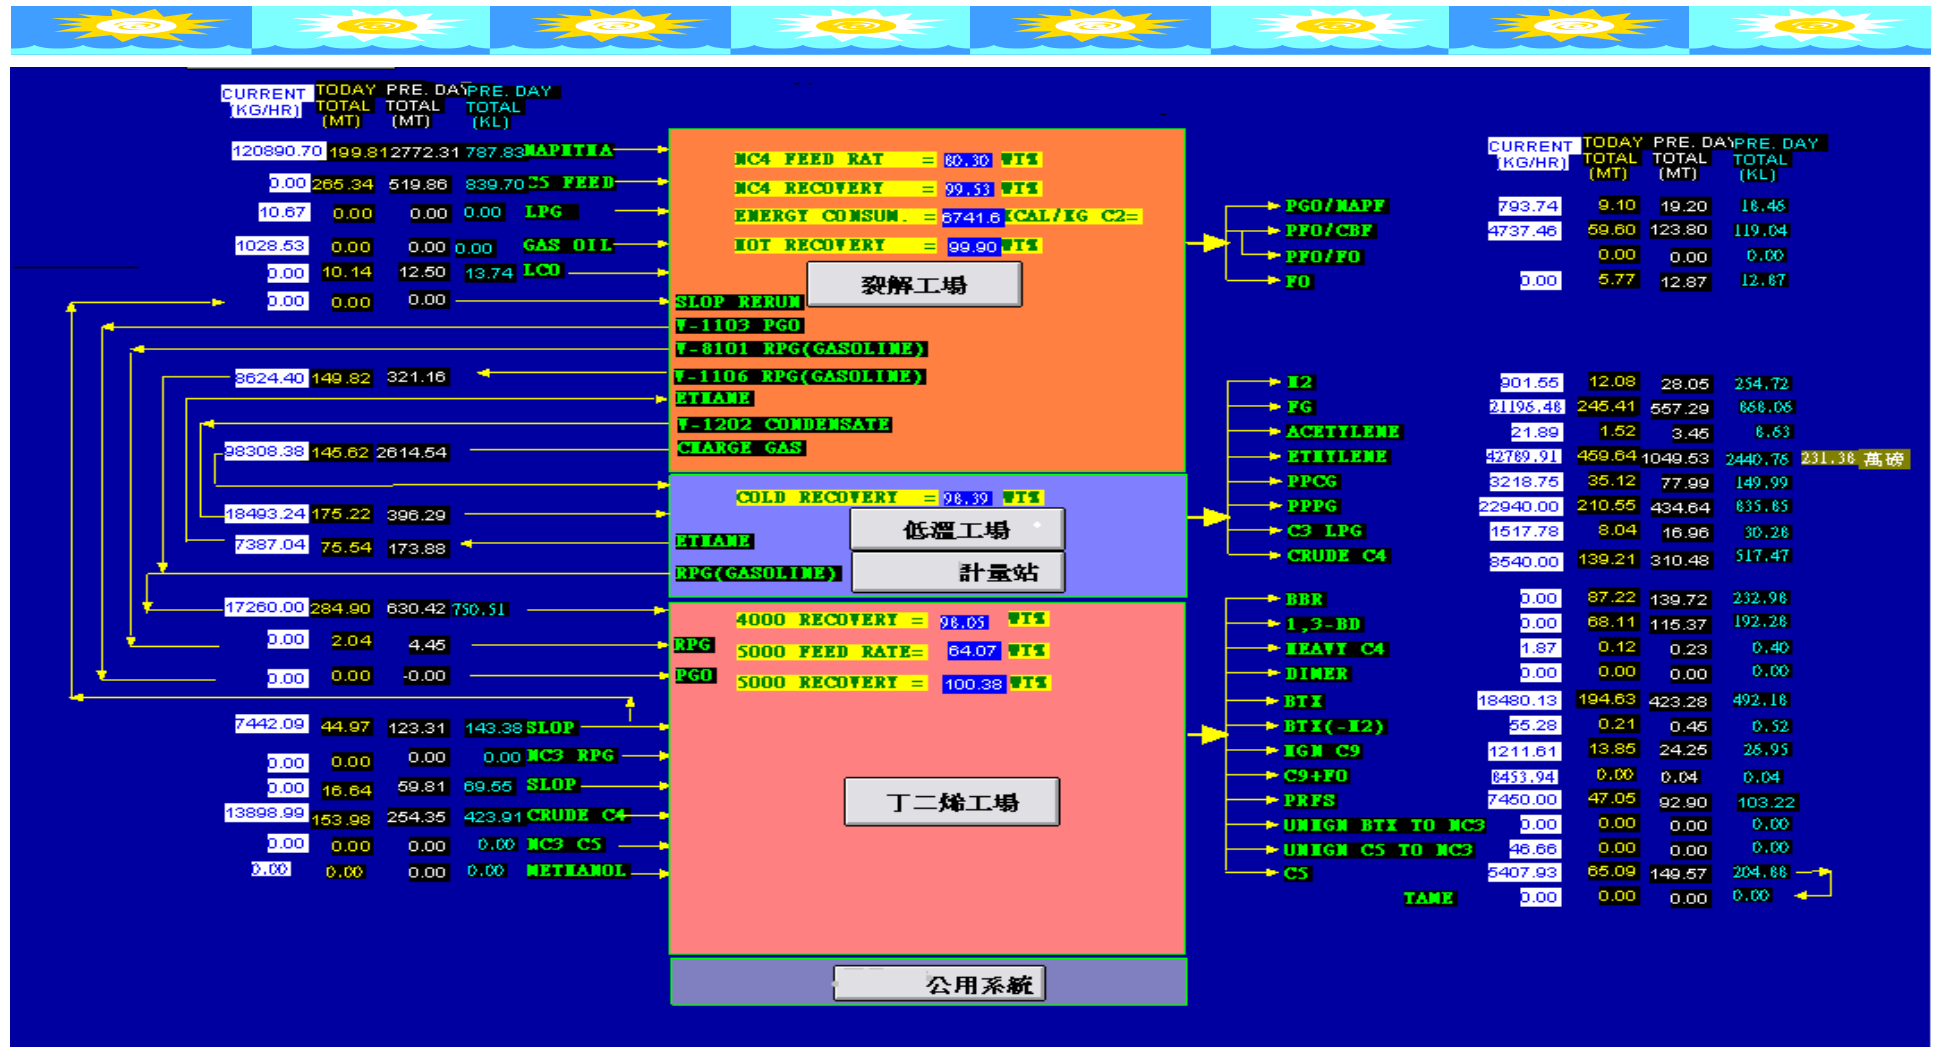 CURRENT TODAY PRE. DAY PRE. DAY
(KG/HR) TOTAL TOTAL TOTAL
(MT) (MT) (KL)
120890.70 199.81 2772.31 787.83 NAPHTHA
0.00 265.34 519.86 839.70 C5 FEED
10.67 0.00 0.00 0.00 LPG
1028.53 0.00 0.00 0.00 GAS OIL
0.00 10.14 12.50 13.74 LCO
0.00 0.00 0.00
8624.40 149.82 321.16
98308.38 145.62 2614.54
18493.24 175.22 396.29
7387.04 75.54 173.88
17260.00 284.90 630.42 750.51
0.00 2.04 4.45
0.00 0.00 -0.00
7442.09 44.97 123.31 143.38 SLOP
0.00 0.00 0.00 0.00 NC3 RPG
0.00 16.64 59.81 69.55 SLOP
13898.99 153.98 254.35 423.91 CRUDE C4
0.00 0.00 0.00 0.00 NC3 C5
0.00 0.00 0.00 0.00 METHANOL
NC4 FEED RAT = 60.30 WT%
NC4 RECOVERY = 99.53 WT%
ENERGY CONSUM. = 6741.6 KCAL/KG C2=
HOT RECOVERY = 99.90 WT%
裂解工場
SLOP RERUN
V-1103 PGO
V-8101 RPG(GASOLINE)
V-1106 RPG(GASOLINE)
ETHANE
V-1202 CONDENSATE
CHARGE GAS
COLD RECOVERY = 98.39 WT%
低溫工場
ETHANE
計量站
RPG(GASOLINE)
4000 RECOVERY = 98.05 WT%
RPG
5000 FEED RATE= 64.07 WT%
PGO
5000 RECOVERY = 100.38 WT%
丁二烯工場
公用系統
CURRENT TODAY PRE. DAY PRE. DAY
(KG/HR) TOTAL TOTAL TOTAL
(MT) (MT) (KL)
PGO/NAPF 793.74 9.10 19.20 18.45
PFO/CBF 4737.46 59.60 123.80 119.04
PFO/FO 0.00 0.00 0.00
FO 0.00 5.77 12.87 12.87
H2 901.55 12.08 28.05 254.72
FG 21196.48 245.41 557.29 868.06
ACETYLENE 21.89 1.52 3.45 8.63
ETHYLENE 42789.91 459.64 1049.53 2440.76 231.38 萬磅
PPCG 3218.75 35.12 77.99 149.99
PPPG 22940.00 210.55 434.64 835.85
C3 LPG 1517.78 8.04 16.96 30.28
CRUDE C4 8540.00 139.21 310.48 517.47
BBR 0.00 87.22 139.72 232.98
1,3-BD 0.00 68.11 115.37 192.28
HEAVY C4 1.87 0.12 0.23 0.40
DIMER 0.00 0.00 0.00 0.00
BTX 18480.13 194.63 423.28 492.18
BTX(-H2) 55.28 0.21 0.45 0.52
HGN C9 1211.61 13.85 24.25 26.95
C9+FO 8453.94 0.00 0.04 0.04
PRFS 7450.00 47.05 92.90 103.22
UNHGN BTX TO NC3 0.00 0.00 0.00 0.00
UNHGN C5 TO NC3 46.66 0.00 0.00 0.00
C5 5407.93 65.09 149.57 204.88
TAME 0.00 0.00 0.00 0.00